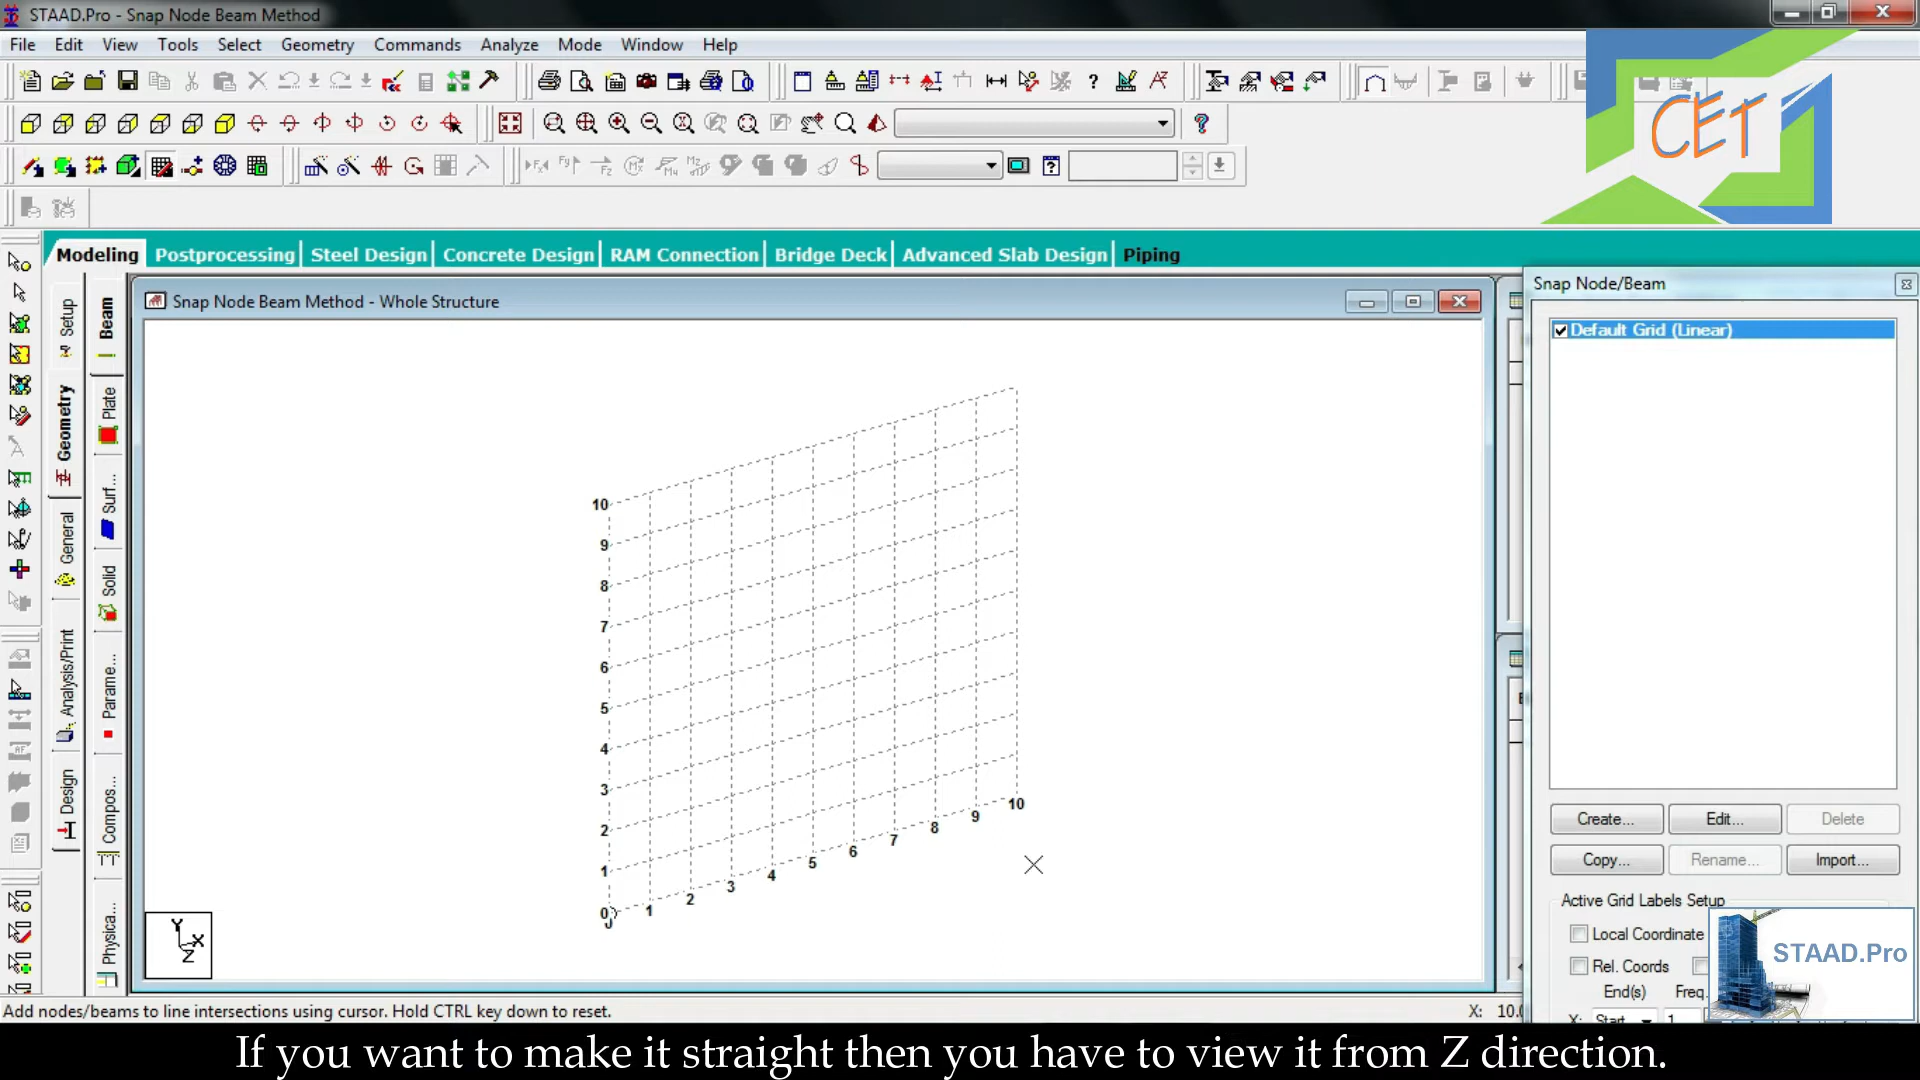 STAAD.Pro - Snap Node Beam Method
File Edit View Tools Select Geometry Commands Analyze Mode Window Help
CET
Modeling Postprocessing Steel Design Concrete Design RAM Connection Bridge Deck Advanced Slab Design Piping
Snap Node/Beam
Snap Node Beam Method - Whole Structure
Default Grid (Linear)
Setup
Geometry
General
Analysis/Print
Design
Beam
Plate
Surf...
Solid
Parame...
Compos...
Physica...
10
9
8
7
6
5
4
3
2
1
0
1 2 3 4 5 6 7 8 9 10
Y
X
Z
Create... Edit... Delete
Copy... Rename... Import...
Active Grid Labels Setup
Local Coordinate
Rel. Coords
End(s) Freq.
X: Start 1
STAAD.Pro
Add nodes/beams to line intersections using cursor. Hold CTRL key down to reset.
X: 10.0
If you want to make it straight then you have to view it from Z direction.